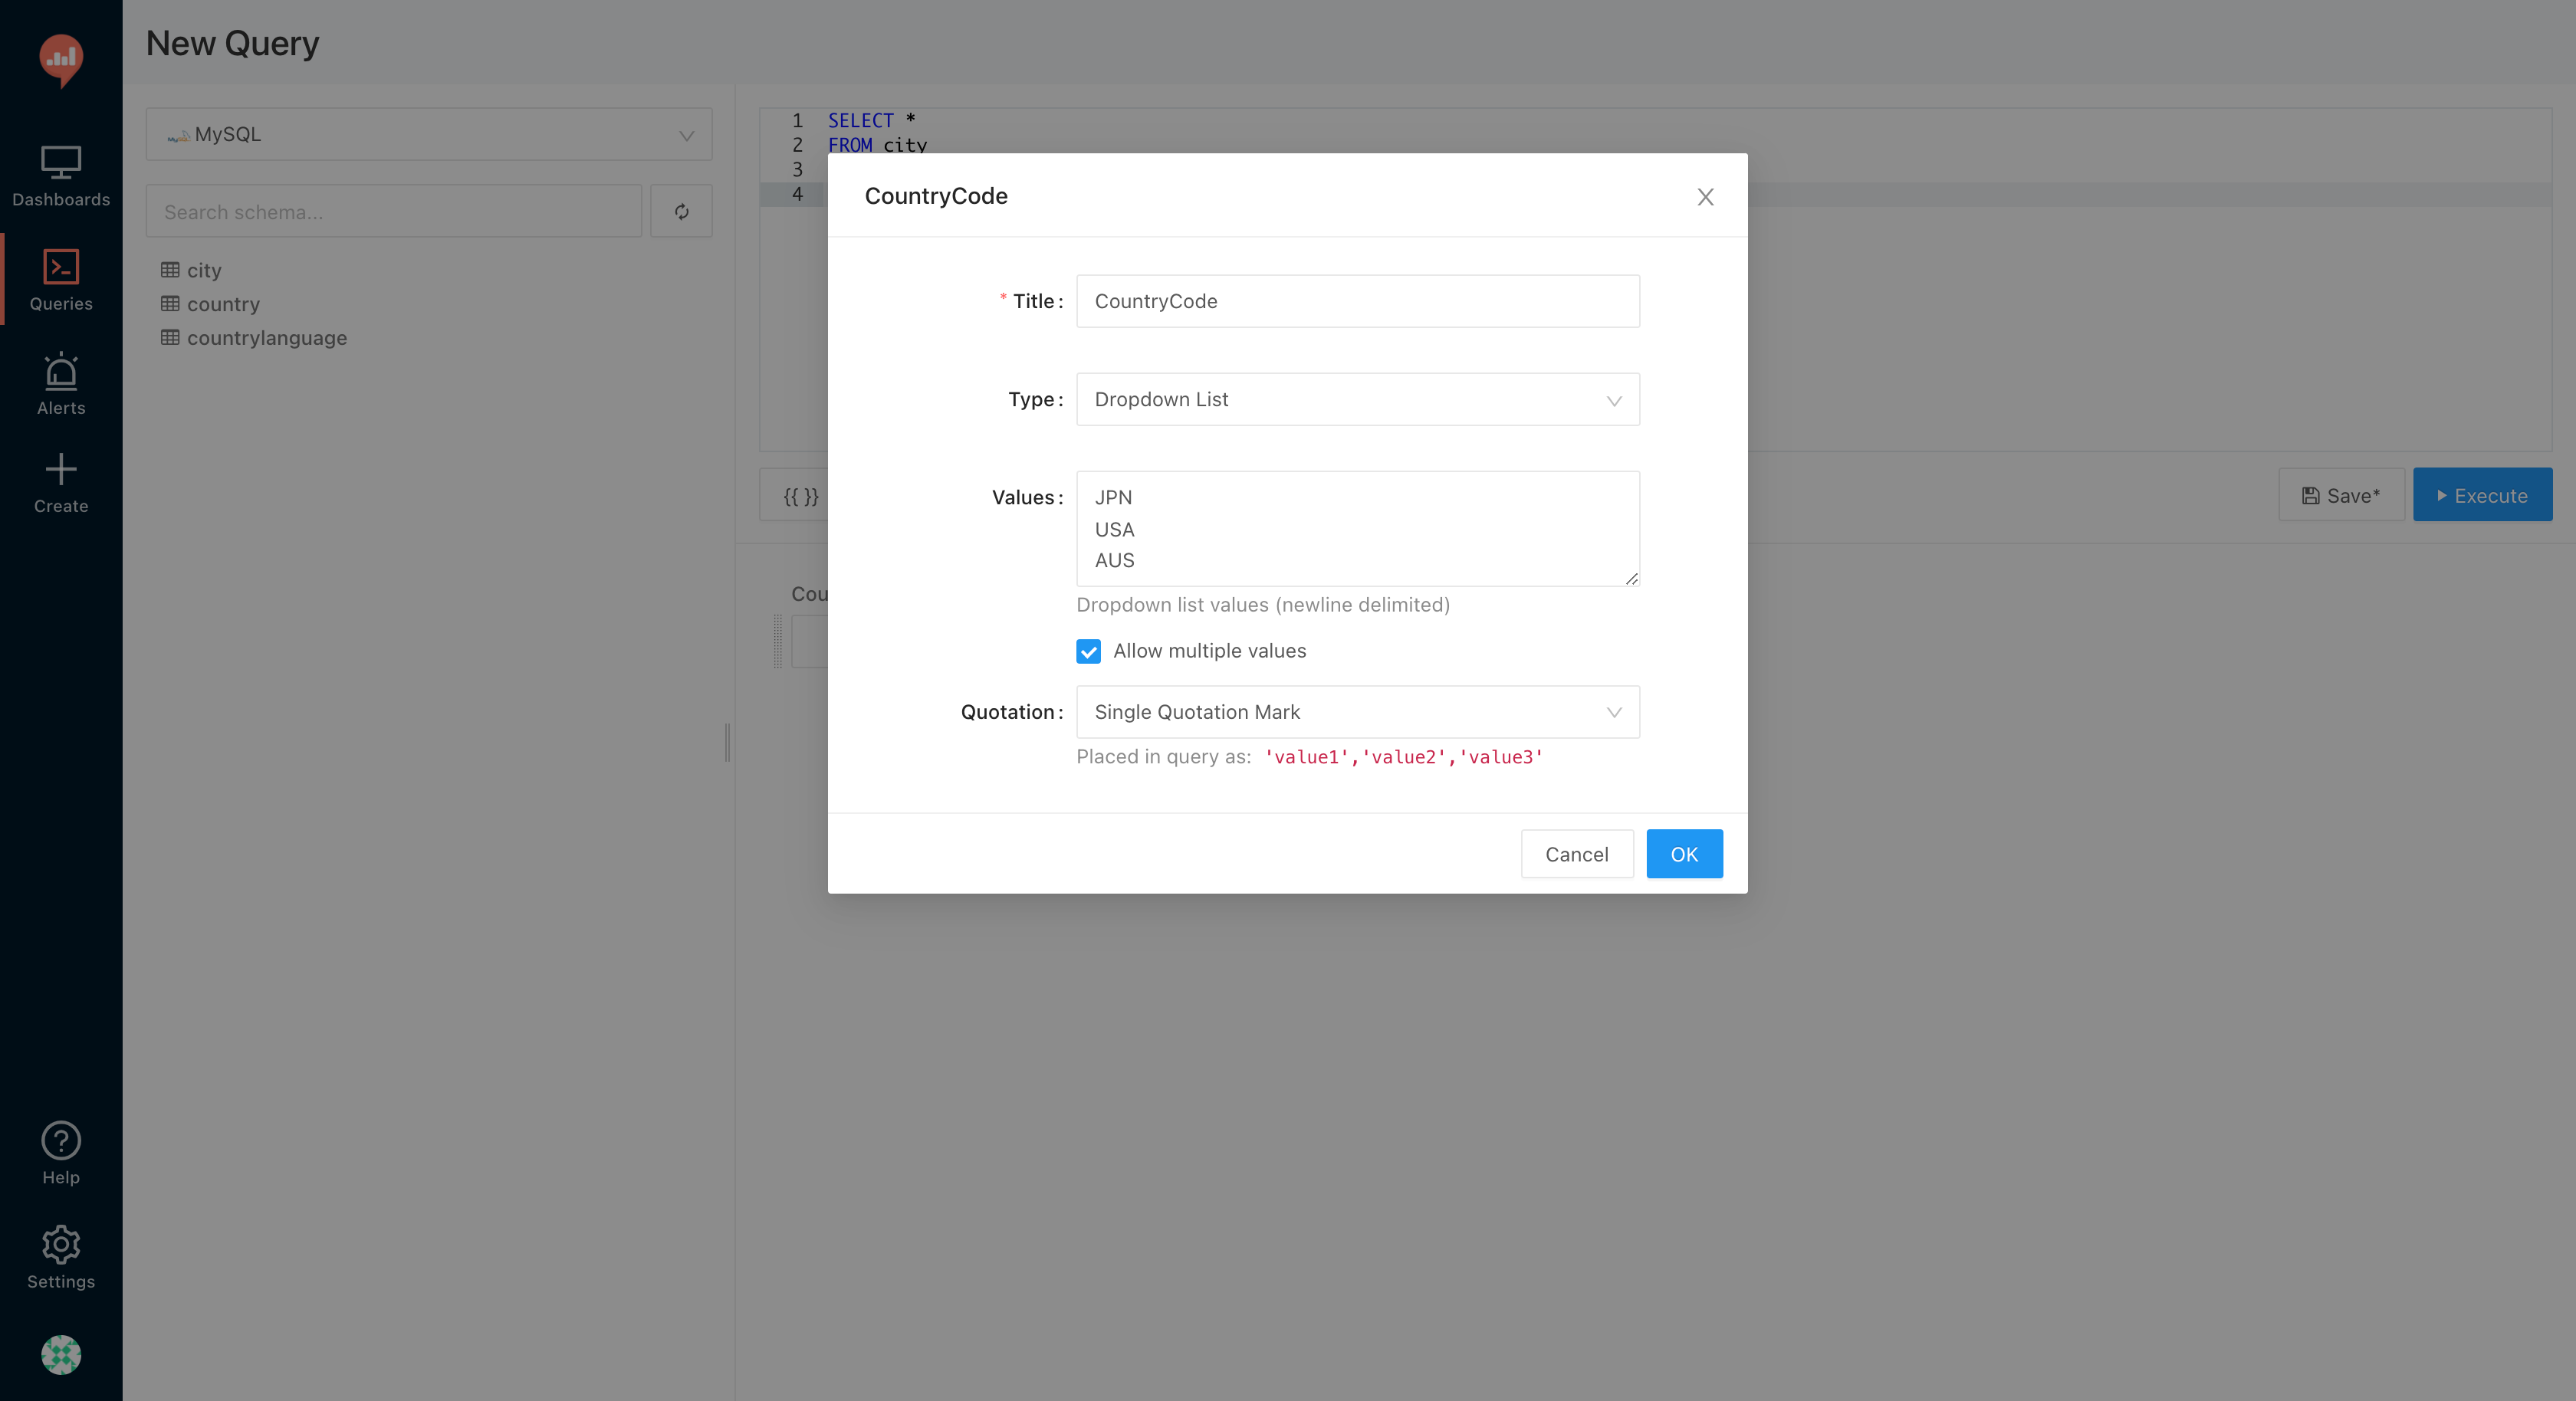 New Query
Dashboards
Queries
Alerts
Create
Help
Settings
MySQL
Search schema...
city
country
countrylanguage
1 SELECT *
2 FROM city
3
4
{{ }}
Save*
Execute
Cou
CountryCode
* Title:
CountryCode
Type:
Dropdown List
Values:
JPN
USA
AUS
Dropdown list values (newline delimited)
Allow multiple values
Quotation:
Single Quotation Mark
Placed in query as: 'value1','value2','value3'
Cancel
OK